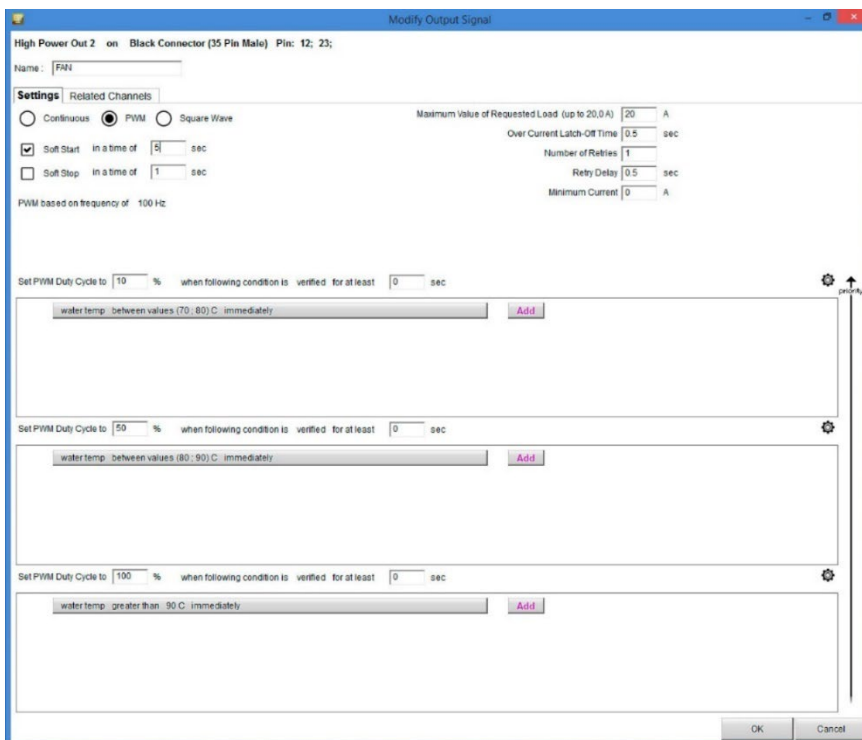 Modify Output Signal
High Power Out 2 on Black Connector (35 Pin Male) Pin: 12; 23;
Name : FAN
Settings Related Channels
Continuous PWM Square Wave
Maximum Value of Requested Load (up to 20,0 A) 20 A
Over Current Latch-Off Time 0.5 sec
Soft Start in a time of 5 sec
Number of Retries 1
Soft Stop in a time of 1 sec
Retry Delay 0.5 sec
Minimum Current 0 A
PWM based on frequency of 100 Hz
Set PWM Duty Cycle to 10 % when following condition is verified for at least 0 sec
priority
water temp between values (70 ; 80) C immediately Add
Set PWM Duty Cycle to 50 % when following condition is verified for at least 0 sec
water temp between values (80 ; 90) C immediately Add
Set PWM Duty Cycle to 100 % when following condition is verified for at least 0 sec
water temp greater than 90 C immediately Add
OK Cancel